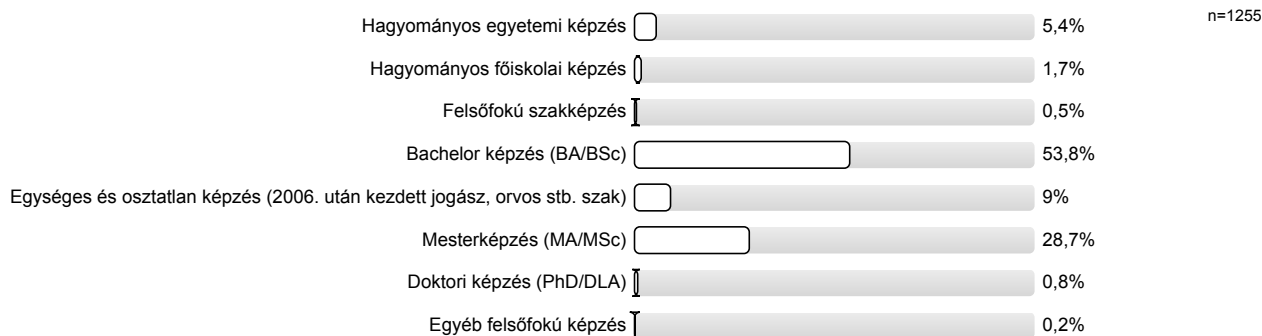 Hagyományos egyetemi képzés 5,4% n=1255
Hagyományos főiskolai képzés 1,7%
Felsőfokú szakképzés 0,5%
Bachelor képzés (BA/BSc) 53,8%
Egységes és osztatlan képzés (2006. után kezdett jogász, orvos stb. szak) 9%
Mesterképzés (MA/MSc) 28,7%
Doktori képzés (PhD/DLA) 0,8%
Egyéb felsőfokú képzés 0,2%